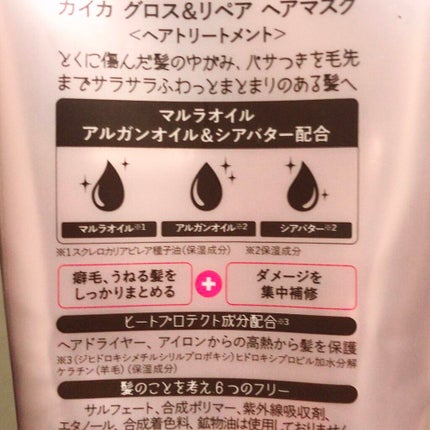 カイカ グロス&リペア ヘアマスク
<ヘアトリートメント>
とくに傷んだ髪のゆがみ、パサつきを毛先
までサラサラふわっとまとまりのある髪へ
マルラオイル
アルガンオイル&シアバター配合
マルラオイル※1 アルガンオイル※2 シアバター※2
※1スクレロカリアビレア種子油(保湿成分) ※2保湿成分
癖毛、うねる髪を
しっかりまとめる
+
ダメージを
集中補修
ヒートプロテクト成分配合※3
ヘアドライヤー、アイロンからの高熱から髪を保護
※3(ジヒドロキシメチルシリルプロポキシ)ヒドロキシプロピル加水分解
ケラチン(羊毛)(保湿成分)
髪のことを考え6つのフリー
サルフェート、合成ポリマー、紫外線吸収剤、
エタノール、合成着色料、鉱物油は使用しておりません